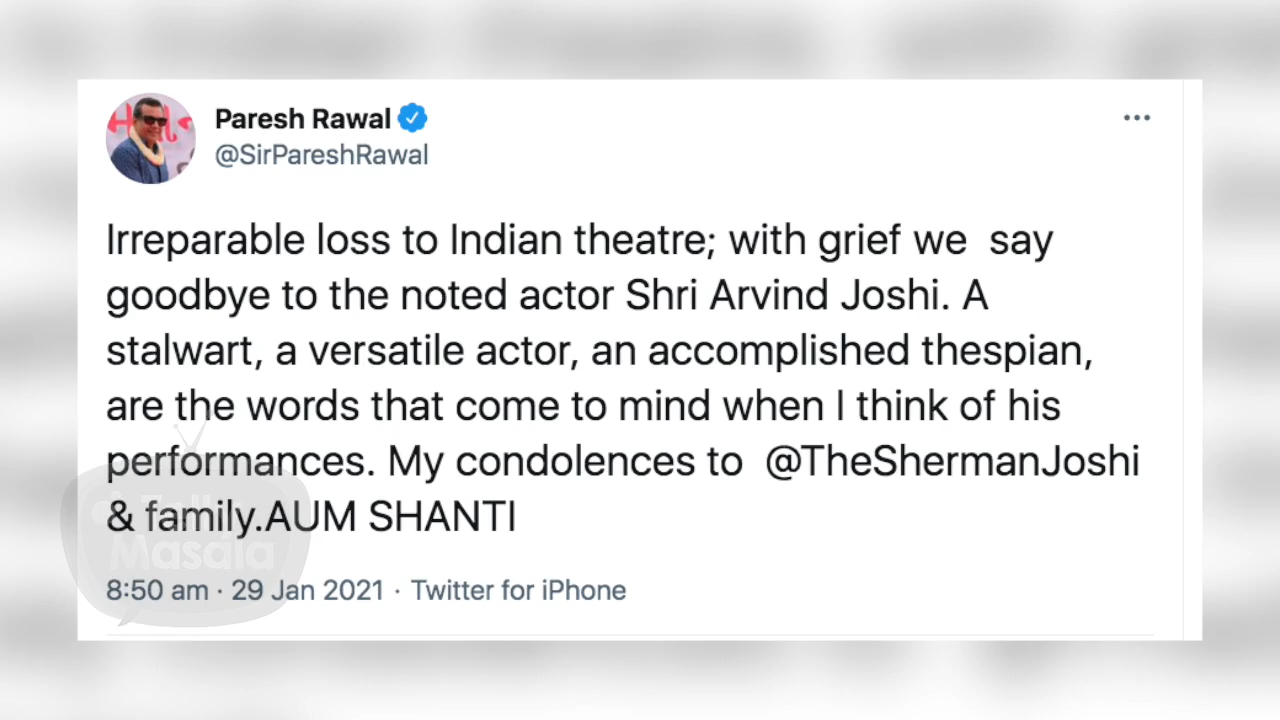 Paresh Rawal
@SirPareshRawal
Irreparable loss to Indian theatre; with grief we  say
goodbye to the noted actor Shri Arvind Joshi. A
stalwart, a versatile actor, an accomplished thespian,
are the words that come to mind when I think of his
performances. My condolences to  @TheShermanJoshi
& family.AUM SHANTI
Masala
8:50 am · 29 Jan 2021 · Twitter for iPhone